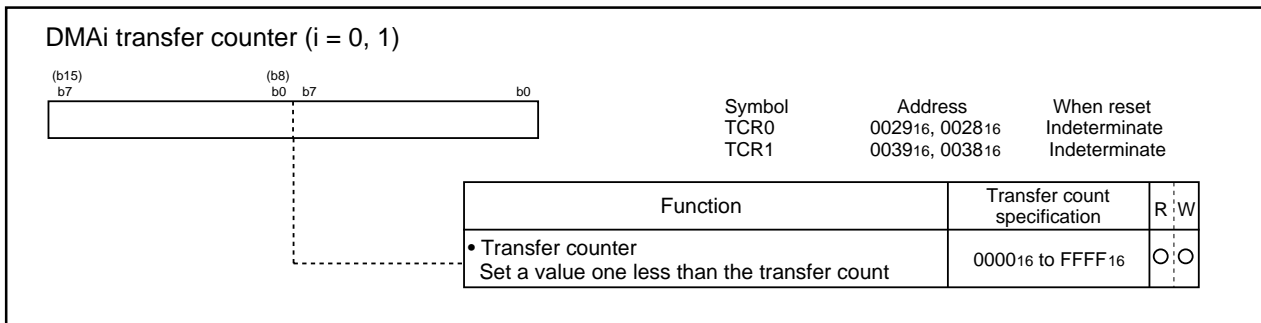 DMAi transfer counter (i = 0, 1)
(b15) (b8)
b7 b0 b7 b0
Symbol Address When reset
TCR0 002916, 002816 Indeterminate
TCR1 003916, 003816 Indeterminate
Function Transfer count specification R W
• Transfer counter
Set a value one less than the transfer count 000016 to FFFF16 O O